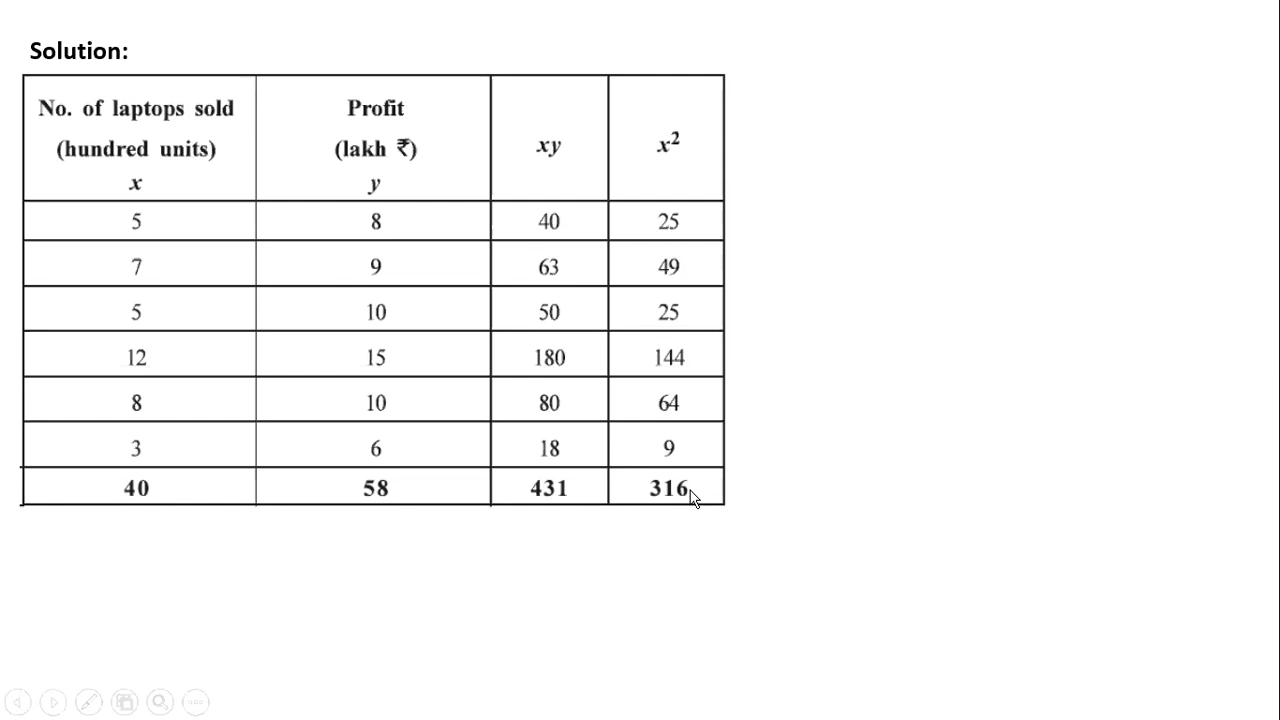 Solution:
No. of laptops sold
(hundred units)
x
Profit
(lakh ₹)
y
xy
x²
5 8 40 25
7 9 63 49
5 10 50 25
12 15 180 144
8 10 80 64
3 6 18 9
40 58 431 316